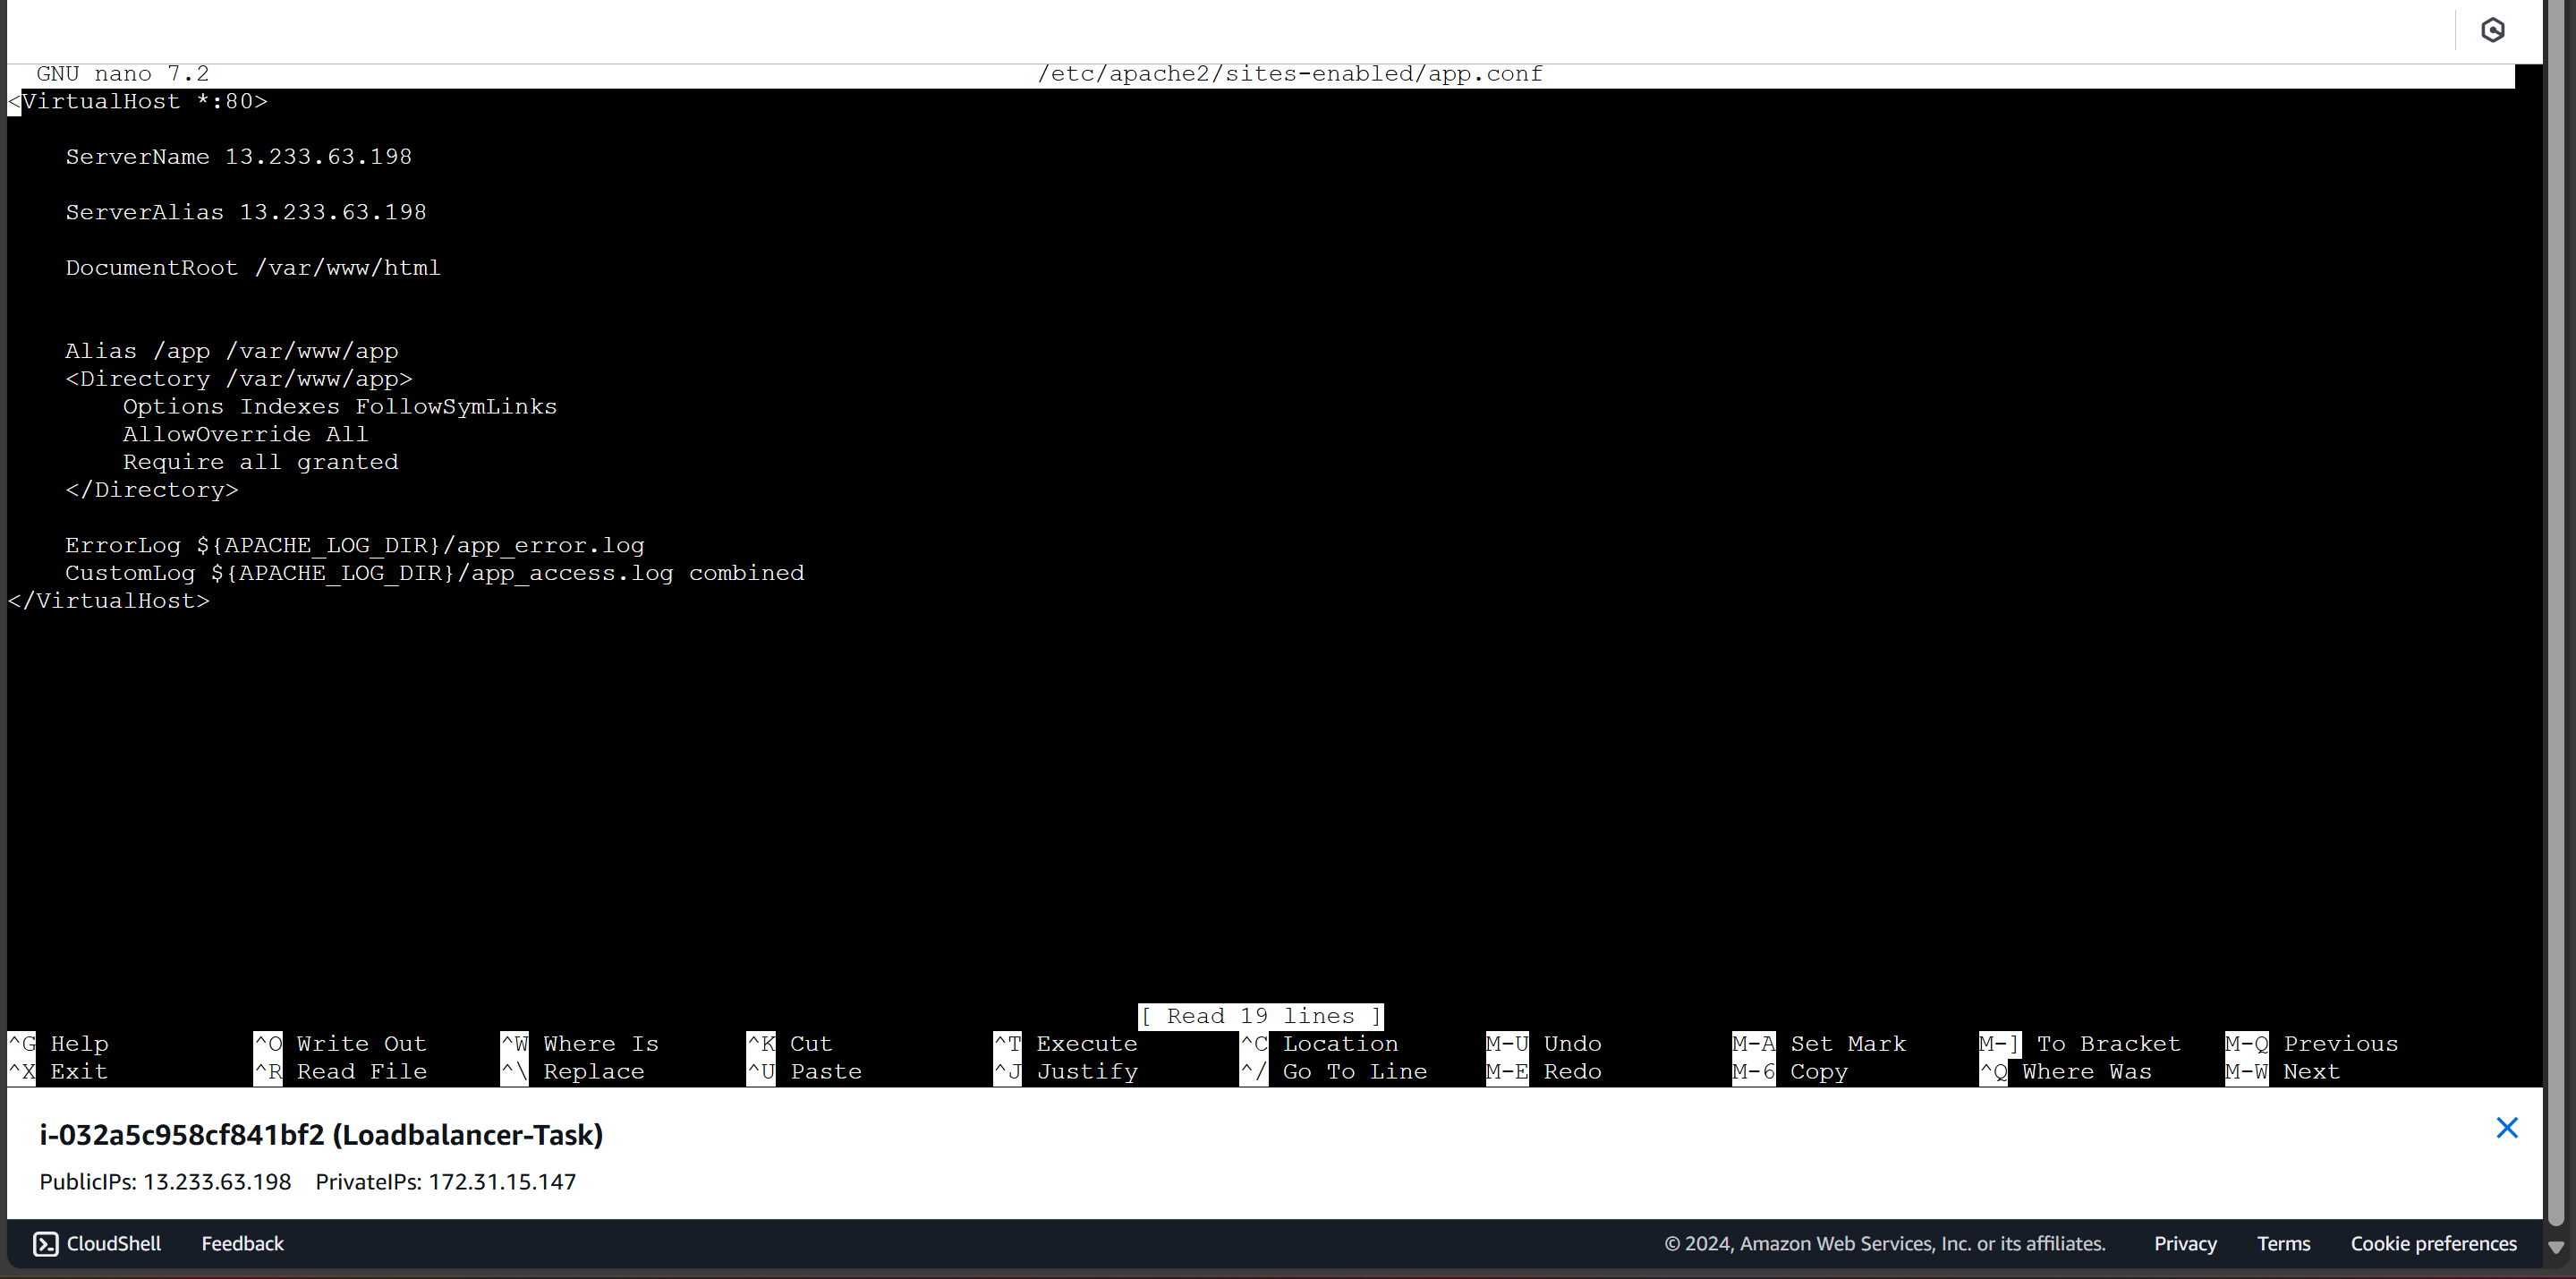 GNU nano 7.2 /etc/apache2/sites-enabled/app.conf
<VirtualHost *:80>
ServerName 13.233.63.198
ServerAlias 13.233.63.198
DocumentRoot /var/www/html
Alias /app /var/www/app
<Directory /var/www/app>
Options Indexes FollowSymLinks
AllowOverride All
Require all granted
</Directory>
ErrorLog ${APACHE_LOG_DIR}/app_error.log
CustomLog ${APACHE_LOG_DIR}/app_access.log combined
</VirtualHost>
[ Read 19 lines ]
^G Help ^O Write Out ^W Where Is ^K Cut ^T Execute ^C Location M-U Undo M-A Set Mark M-] To Bracket M-Q Previous
^X Exit ^R Read File ^\ Replace ^U Paste ^J Justify ^/ Go To Line M-E Redo M-6 Copy ^Q Where Was M-W Next
i-032a5c958cf841bf2 (Loadbalancer-Task)
PublicIPs: 13.233.63.198 PrivateIPs: 172.31.15.147
CloudShell Feedback © 2024, Amazon Web Services, Inc. or its affiliates. Privacy Terms Cookie preferences